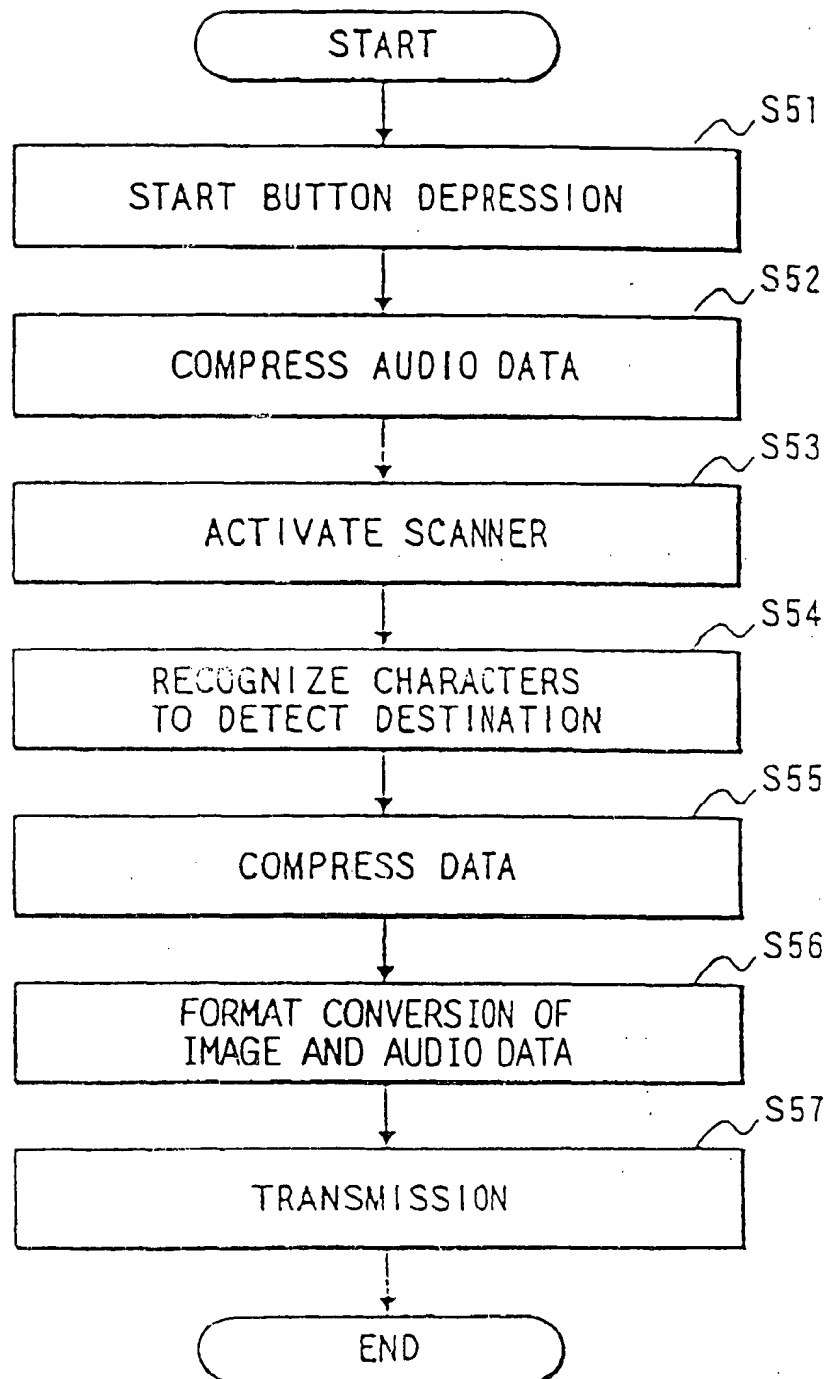 START
S51
START BUTTON DEPRESSION
S52
COMPRESS AUDIO DATA
S53
ACTIVATE SCANNER
S54
RECOGNIZE CHARACTERS
TO DETECT DESTINATION
S55
COMPRESS DATA
S56
FORMAT CONVERSION OF
IMAGE AND AUDIO DATA
S57
TRANSMISSION
END